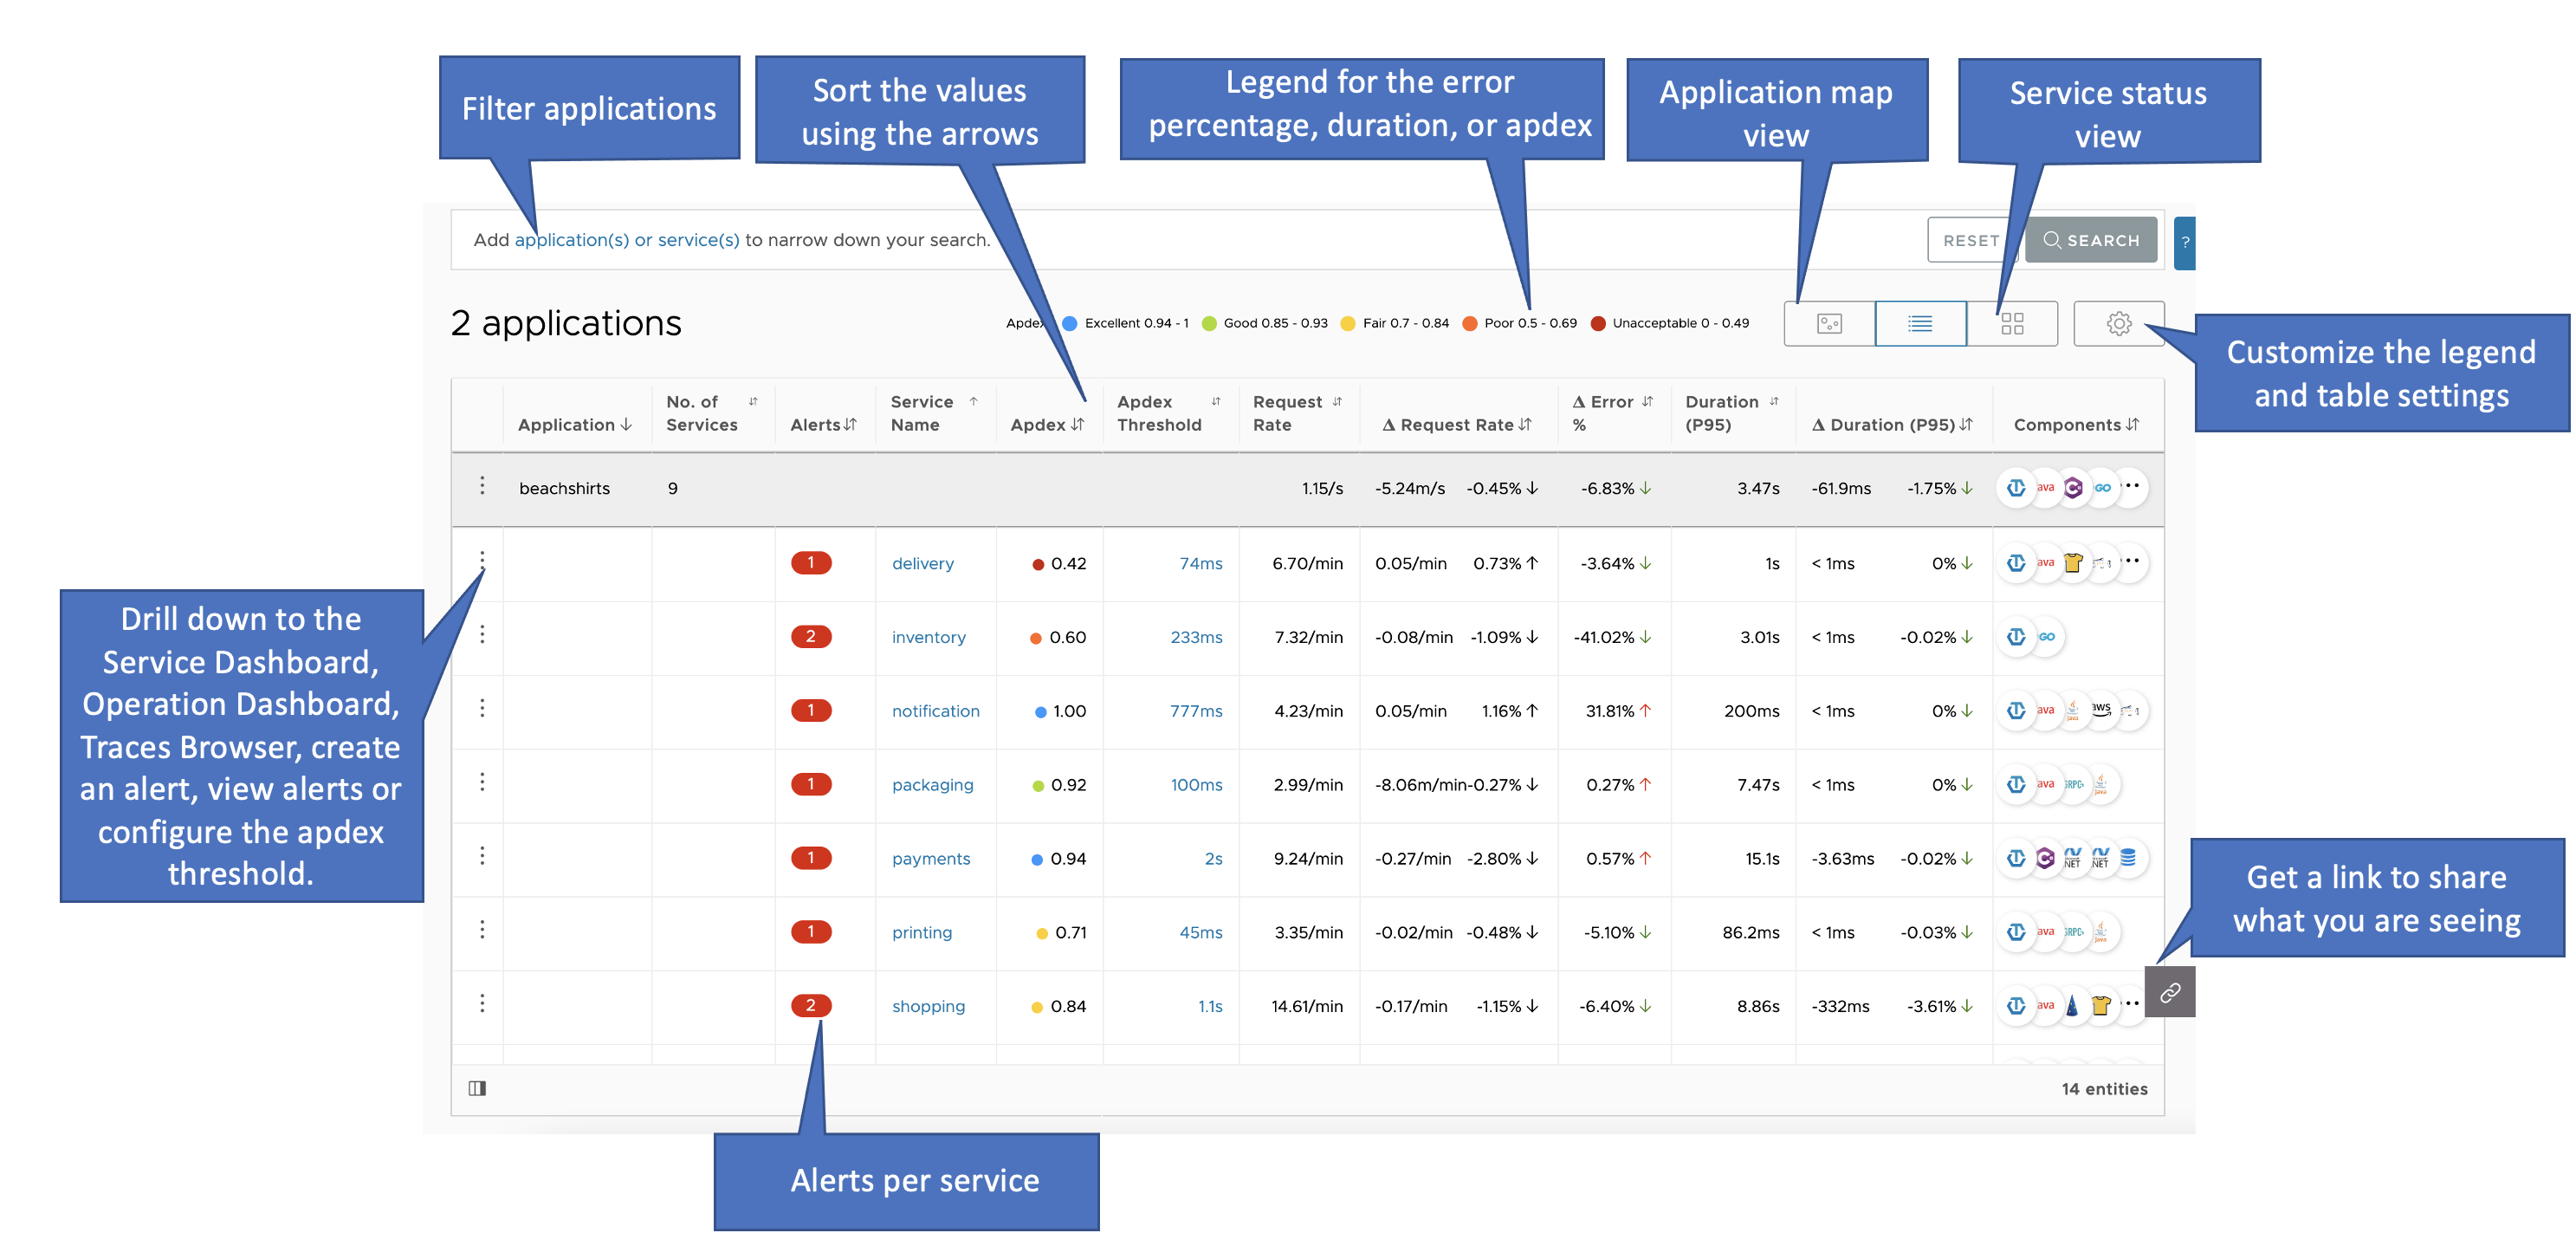 Filter applications
Sort the values
using the arrows
Legend for the error
percentage, duration, or apdex
Application map
view
Service status
view
Add application(s) or service(s) to narrow down your search.
RESET
SEARCH
?
2 applications
Excellent 0.94 - 1
Good 0.85 - 0.93
Fair 0.7 - 0.84
Poor 0.5 - 0.69
Unacceptable 0 - 0.49
Customize the legend
and table settings
Application
No. of
Services
Alerts
Service
Name
Apdex
Apdex
Threshold
Request
Rate
Δ Request Rate
Δ Error
%
Duration
(P95)
Δ Duration (P95)
Components
beachshirts 9 1.15/s -5.24m/s -0.45% ↓ -6.83% ↓ 3.47s -61.9ms -1.75% ↓ ava C GO ...
1 delivery 0.42 74ms 6.70/min 0.05/min 0.73% ↑ -3.64% ↓ 1s < 1ms 0% ↓ ava ...
2 inventory 0.60 233ms 7.32/min -0.08/min -1.09% ↓ -41.02% ↓ 3.01s < 1ms -0.02% ↓ GO
1 notification 1.00 777ms 4.23/min 0.05/min 1.16% ↑ 31.81% ↑ 200ms < 1ms 0% ↓ ava Java aws
1 packaging 0.92 100ms 2.99/min -8.06m/min -0.27% ↓ 0.27% ↑ 7.47s < 1ms 0% ↓ ava GRPC Java
1 payments 0.94 2s 9.24/min -0.27/min -2.80% ↓ 0.57% ↑ 15.1s -3.63ms -0.02% ↓ C NET NET
1 printing 0.71 45ms 3.35/min -0.02/min -0.48% ↓ -5.10% ↓ 86.2ms < 1ms -0.03% ↓ ava GRPC Java
2 shopping 0.84 1.1s 14.61/min -0.17/min -1.15% ↓ -6.40% ↓ 8.86s -332ms -3.61% ↓ ava ...
14 entities
Drill down to the
Service Dashboard,
Operation Dashboard,
Traces Browser, create
an alert, view alerts or
configure the apdex
threshold.
Get a link to share
what you are seeing
Alerts per service